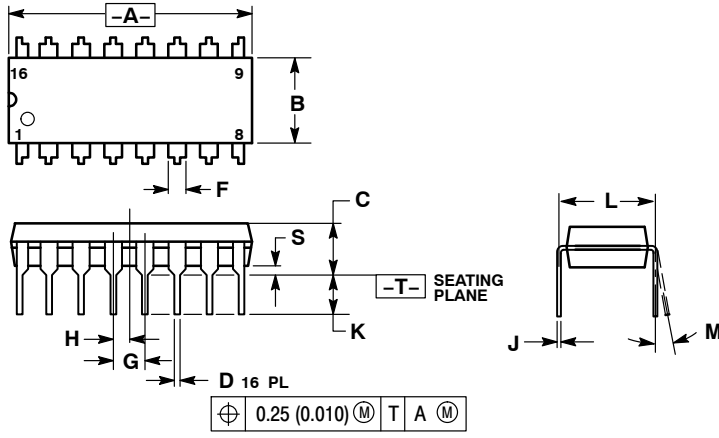 –A–
16 9
B
1 8
F
C
L
S
–T– SEATING
PLANE
K
H
J
M
G
D 16 PL
⌖ 0.25 (0.010) Ⓜ T A Ⓜ